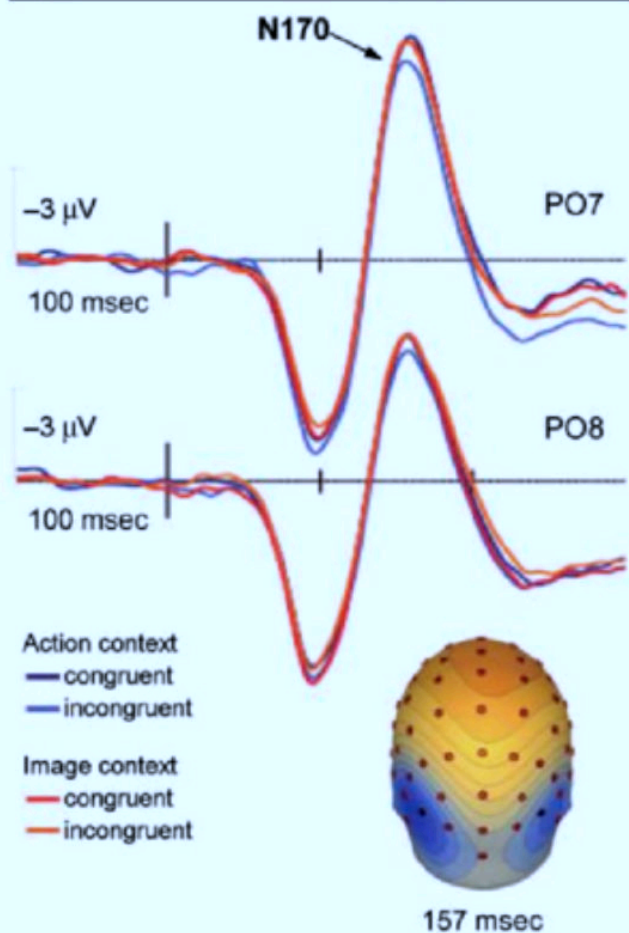 N170
–3 μV
PO7
100 msec
–3 μV
PO8
100 msec
Action context
congruent
incongruent
Image context
congruent
incongruent
157 msec